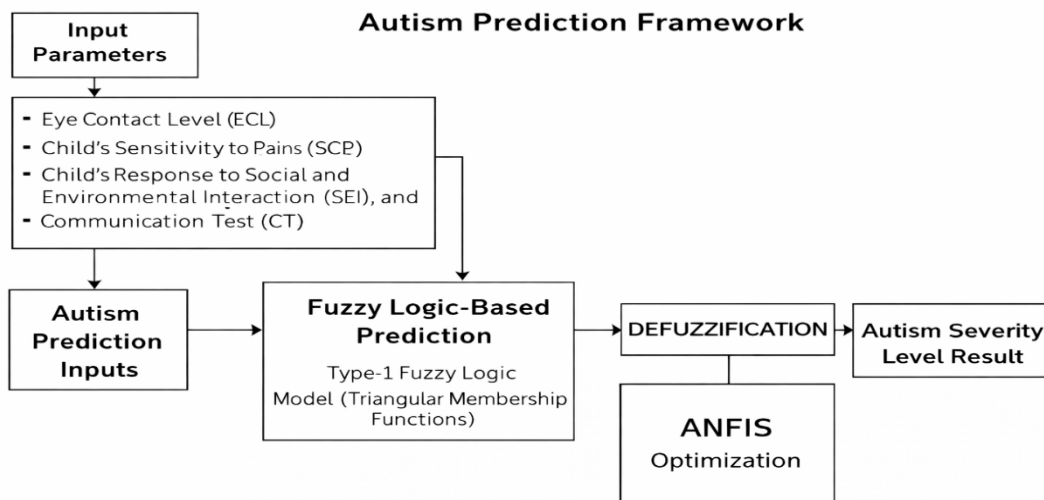 Autism Prediction Framework
Input
Parameters
- Eye Contact Level (ECL)
- Child's Sensitivity to Pains (SCP)
- Child's Response to Social and
Environmental Interaction (SEI), and
- Communication Test (CT)
Autism
Prediction
Inputs
Fuzzy Logic-Based
Prediction
Type-1 Fuzzy Logic
Model (Triangular Membership
Functions)
DEFUZZIFICATION
Autism Severity
Level Result
ANFIS
Optimization